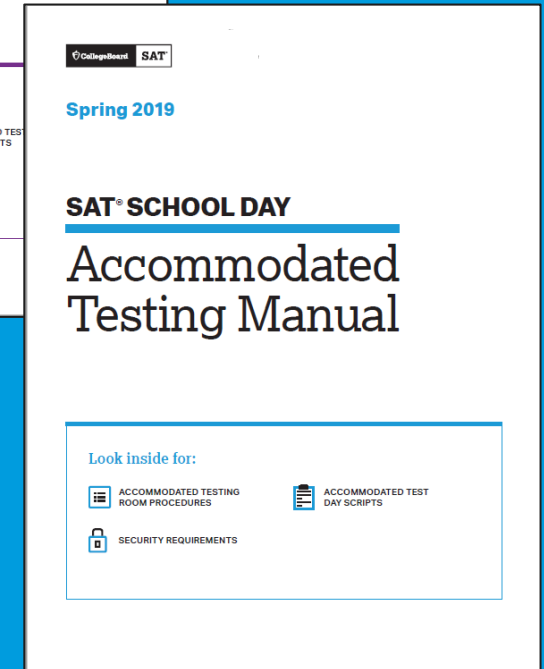 CollegeBoard SAT®
Spring 2019
SAT® SCHOOL DAY
Accommodated
Testing Manual
Look inside for:
ACCOMMODATED TESTING
ROOM PROCEDURES
ACCOMMODATED TEST
DAY SCRIPTS
SECURITY REQUIREMENTS